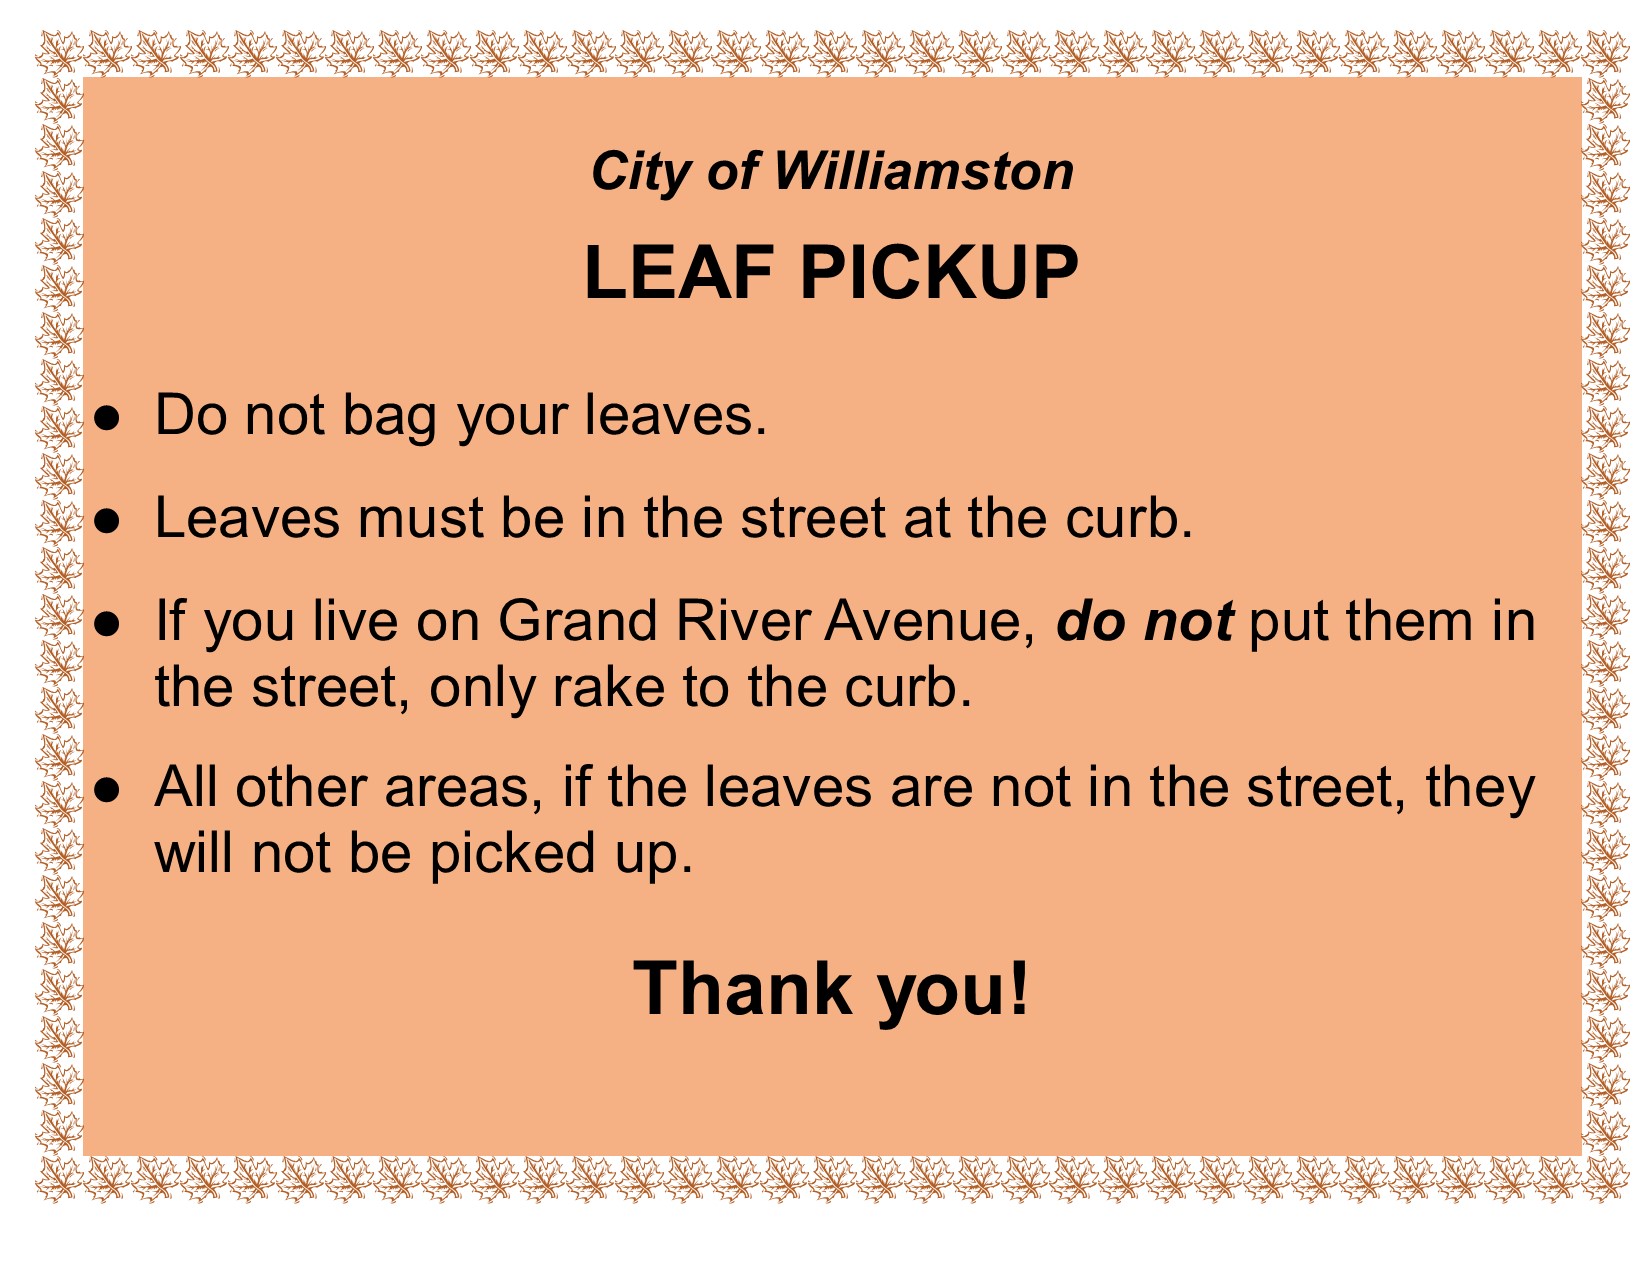 City of Williamston
LEAF PICKUP
● Do not bag your leaves.
● Leaves must be in the street at the curb.
● If you live on Grand River Avenue, do not put them in
the street, only rake to the curb.
● All other areas, if the leaves are not in the street, they
will not be picked up.
Thank you!